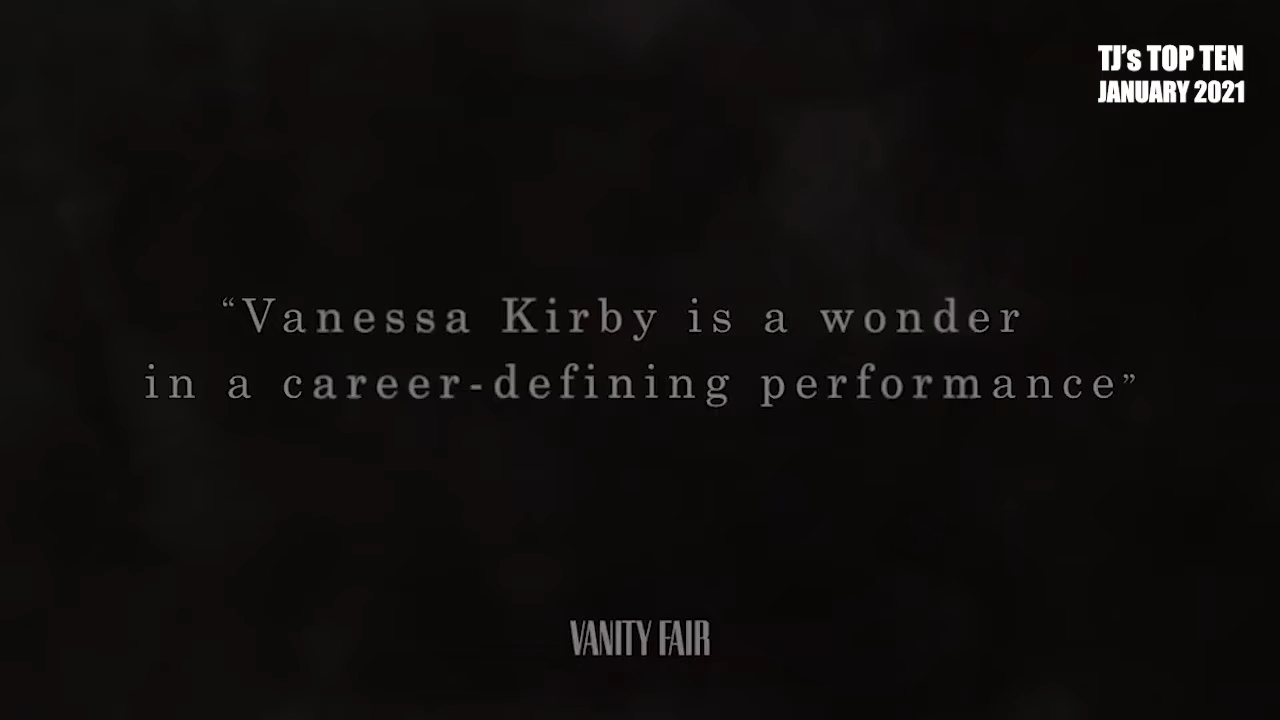 TJ's TOP TEN
JANUARY 2021
“Vanessa Kirby is a wonder
in a career-defining performance”
VANITY FAIR